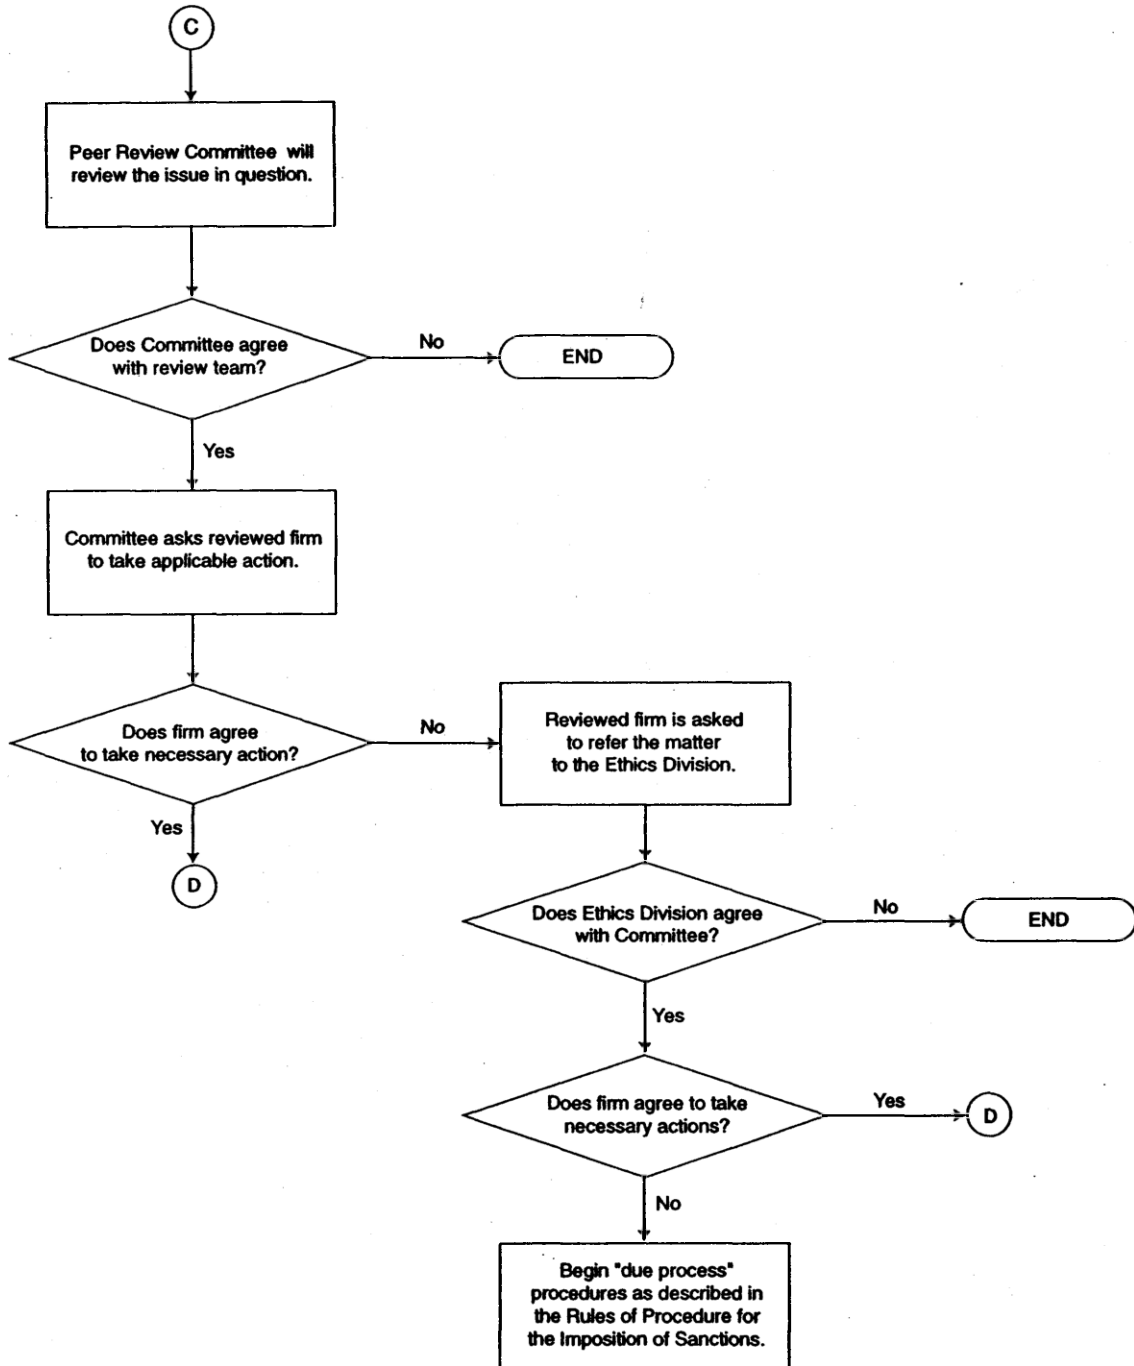 C
Peer Review Committee will
review the issue in question.
Does Committee agree
with review team?
No
END
Yes
Committee asks reviewed firm
to take applicable action.
Does firm agree
to take necessary action?
No
Reviewed firm is asked
to refer the matter
to the Ethics Division.
Yes
D
Does Ethics Division agree
with Committee?
No
END
Yes
Does firm agree to take
necessary actions?
Yes
D
No
Begin "due process"
procedures as described in
the Rules of Procedure for
the Imposition of Sanctions.